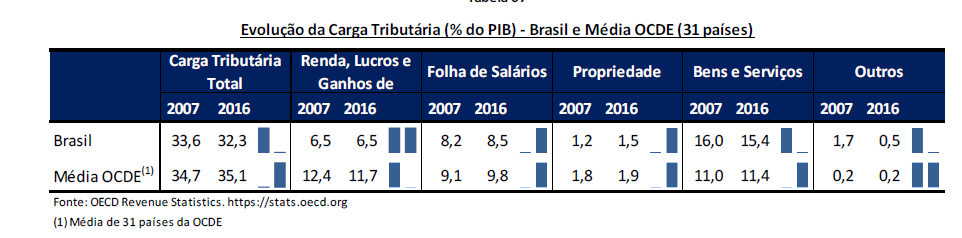 Tabela 07
Evolução da Carga Tributária (% do PIB) - Brasil e Média OCDE (31 países)
Carga Tributária Total Renda, Lucros e Ganhos de Folha de Salários Propriedade Bens e Serviços Outros
2007 2016 2007 2016 2007 2016 2007 2016 2007 2016 2007 2016
Brasil 33,6 32,3 6,5 6,5 8,2 8,5 1,2 1,5 16,0 15,4 1,7 0,5
Média OCDE(1) 34,7 35,1 12,4 11,7 9,1 9,8 1,8 1,9 11,0 11,4 0,2 0,2
Fonte: OECD Revenue Statistics. https://stats.oecd.org
(1) Média de 31 países da OCDE